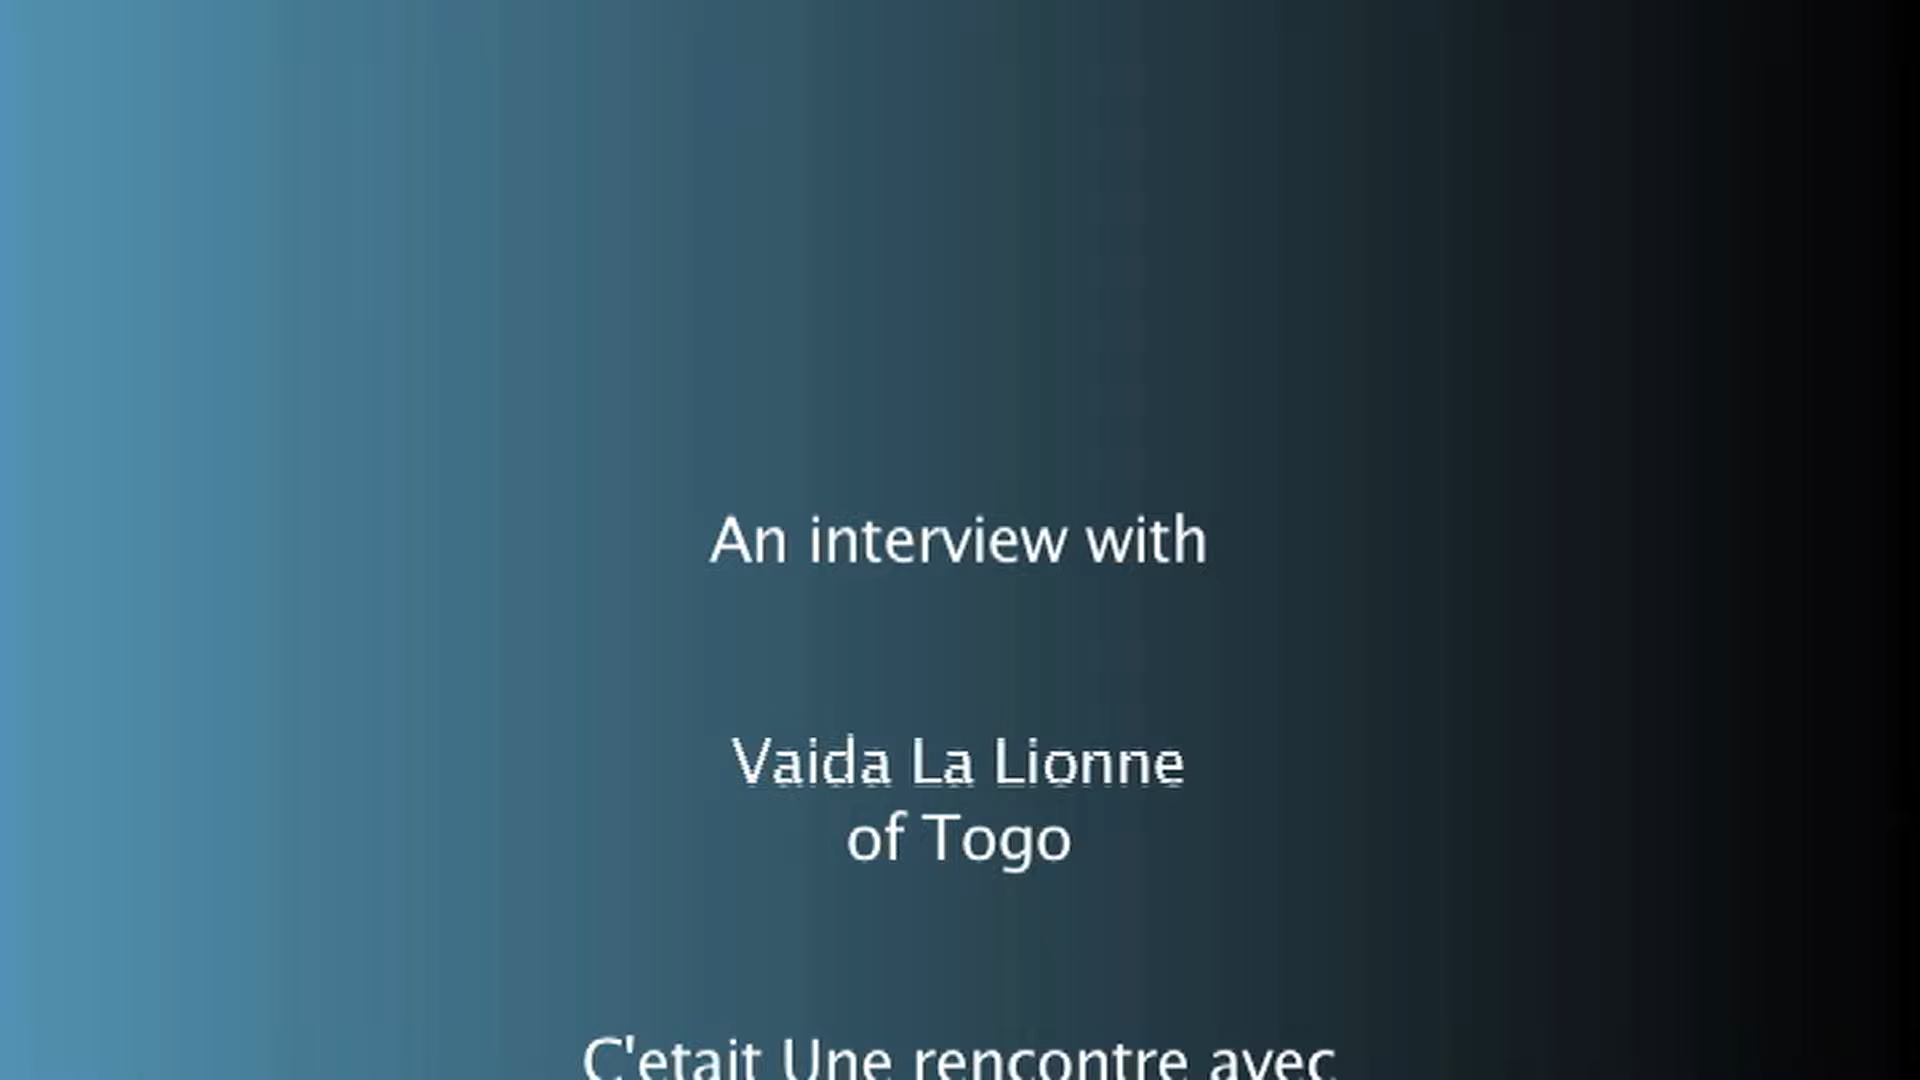 An interview with
Vaida La Lionne
of Togo
C'etait Une rencontre avec